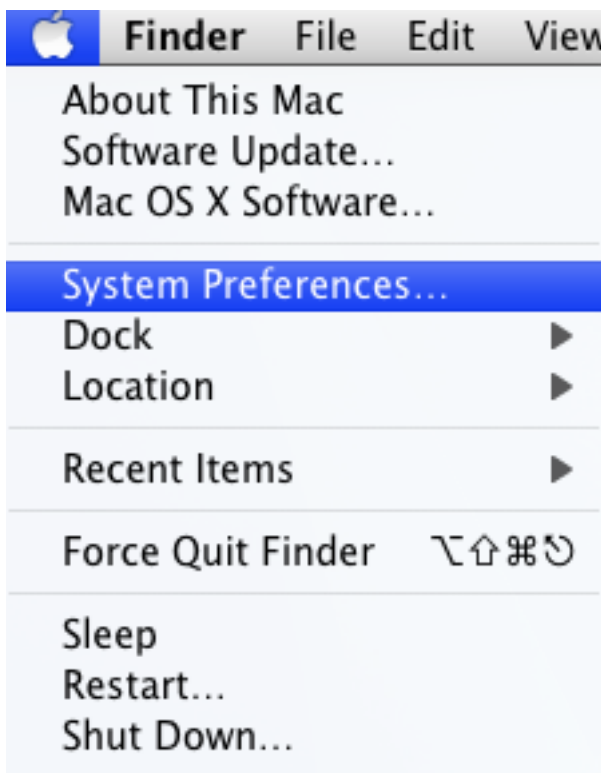 Finder File Edit View
About This Mac
Software Update...
Mac OS X Software...
System Preferences...
Dock
Location
Recent Items
Force Quit Finder ⌥⇧⌘⎋
Sleep
Restart...
Shut Down...